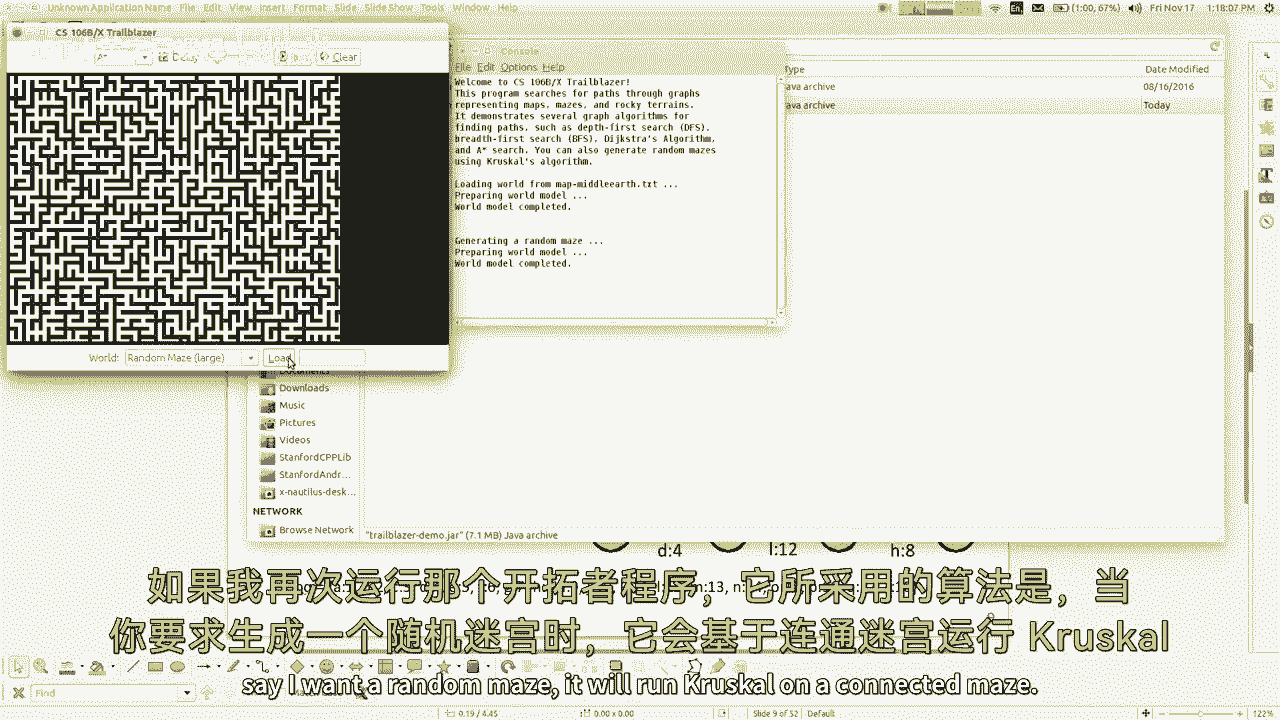 Unknown Application Name File Edit View Insert Format Slide Slide Show Tools Window Help
En (1:00, 67%) Fri Nov 17 1:18:07 PM
CS 106B/X Trailblazer
A* Delay Clear
World: Random Maze (large) Load
Console
File Edit Options Help
Welcome to CS 106B/X Trailblazer!
This program searches for paths through graphs
representing maps, mazes, and rocky terrains.
It demonstrates several graph algorithms for
finding paths, such as depth-first search (DFS),
breadth-first search (BFS), Dijkstra's Algorithm,
and A* search. You can also generate random mazes
using Kruskal's algorithm.
Loading world from map-middleearth.txt ...
Preparing world model ...
World model completed.
Generating a random maze ...
Preparing world model ...
World model completed.
Type Date Modified
ava archive 08/16/2016
ava archive Today
Documents
Downloads
Music
Pictures
Videos
StanfordCPPLib
StanfordAndr...
x-nautilus-desk...
NETWORK
Browse Network
"trailblazer-demo.jar" (7.1 MB) Java archive
d:4 l:12 h:8
如果我再次运行那个开拓者程序，它所采用的算法是，当
你要求生成一个随机迷宫时，它会基于连通迷宫运行 Kruskal
say I want a random maze, it will run Kruskal on a connected maze.
Find
0.19 / 4.45 0.00 x 0.00 Slide 9 of 52 Default 122%